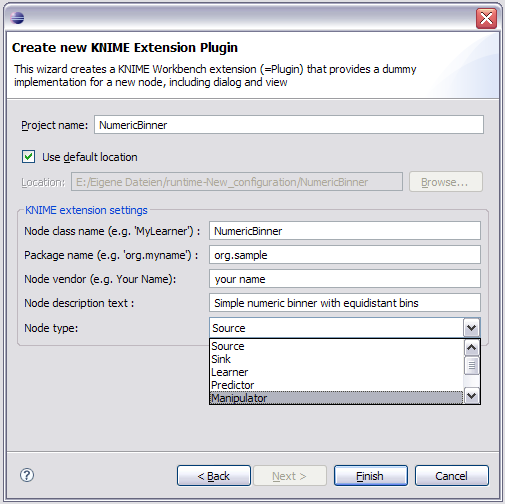 Create new KNIME Extension Plugin
This wizard creates a KNIME Workbench extension (=Plugin) that provides a dummy
implementation for a new node, including dialog and view
Project name: NumericBinner
Use default location
Location: E:/Eigene Dateien/runtime-New_configuration/NumericBinner Browse...
KNIME extension settings
Node class name (e.g. 'MyLearner') : NumericBinner
Package name (e.g. 'org.myname') : org.sample
Node vendor (e.g. Your Name): your name
Node description text : Simple numeric binner with equidistant bins
Node type: Source
Source
Sink
Learner
Predictor
Manipulator
? < Back Next > Finish Cancel